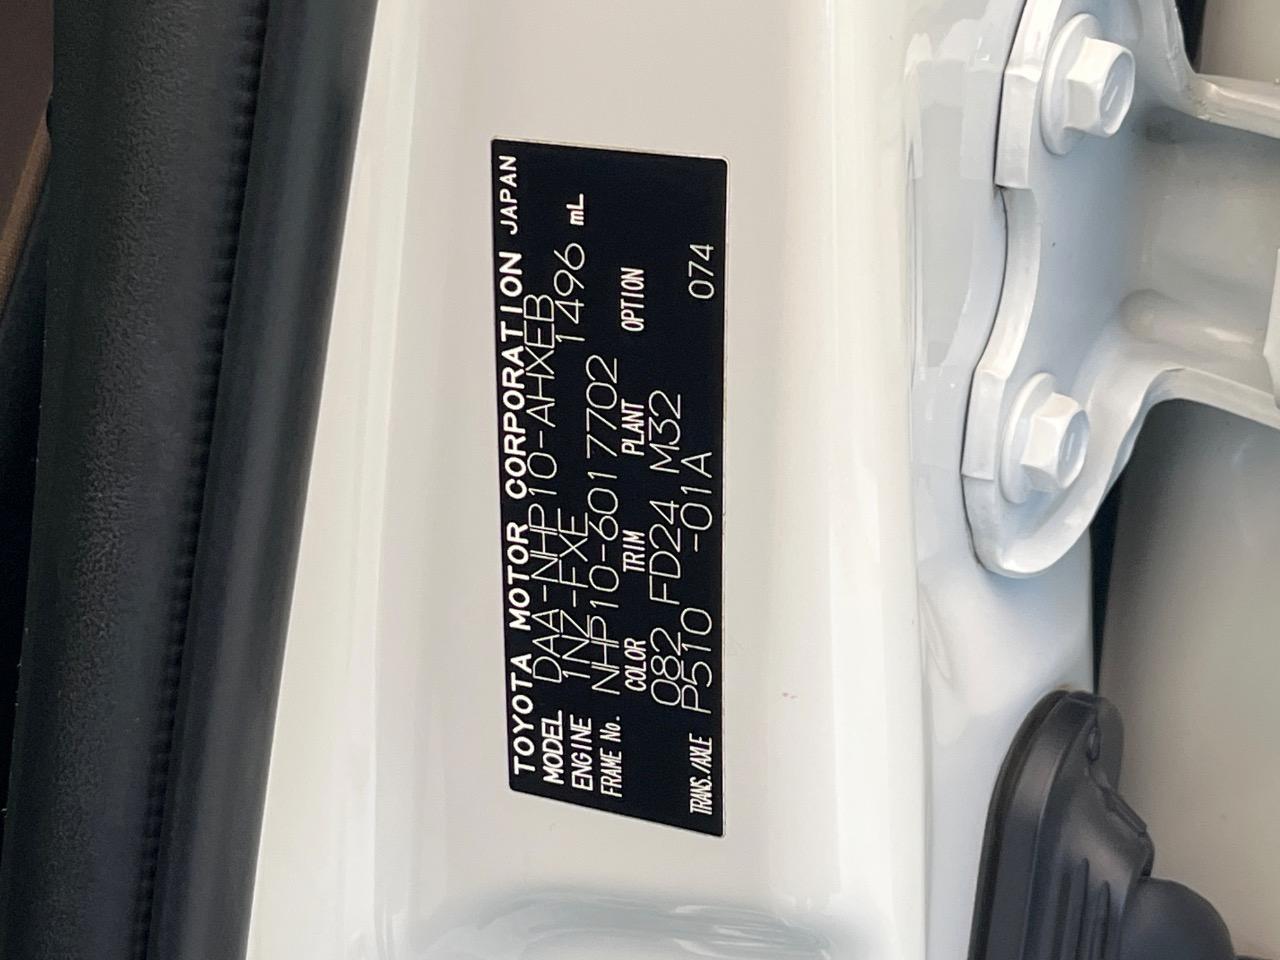 TOYOTA MOTOR CORPORATION JAPAN
MODEL DAA-NHP10-AHXEB
ENGINE 1NZ-FXE 1496 mL
FRAME No. NHP10-6017702
COLOR TRIM PLANT OPTION
082 FD24 M32
TRANS./AXLE P510 -01A 074